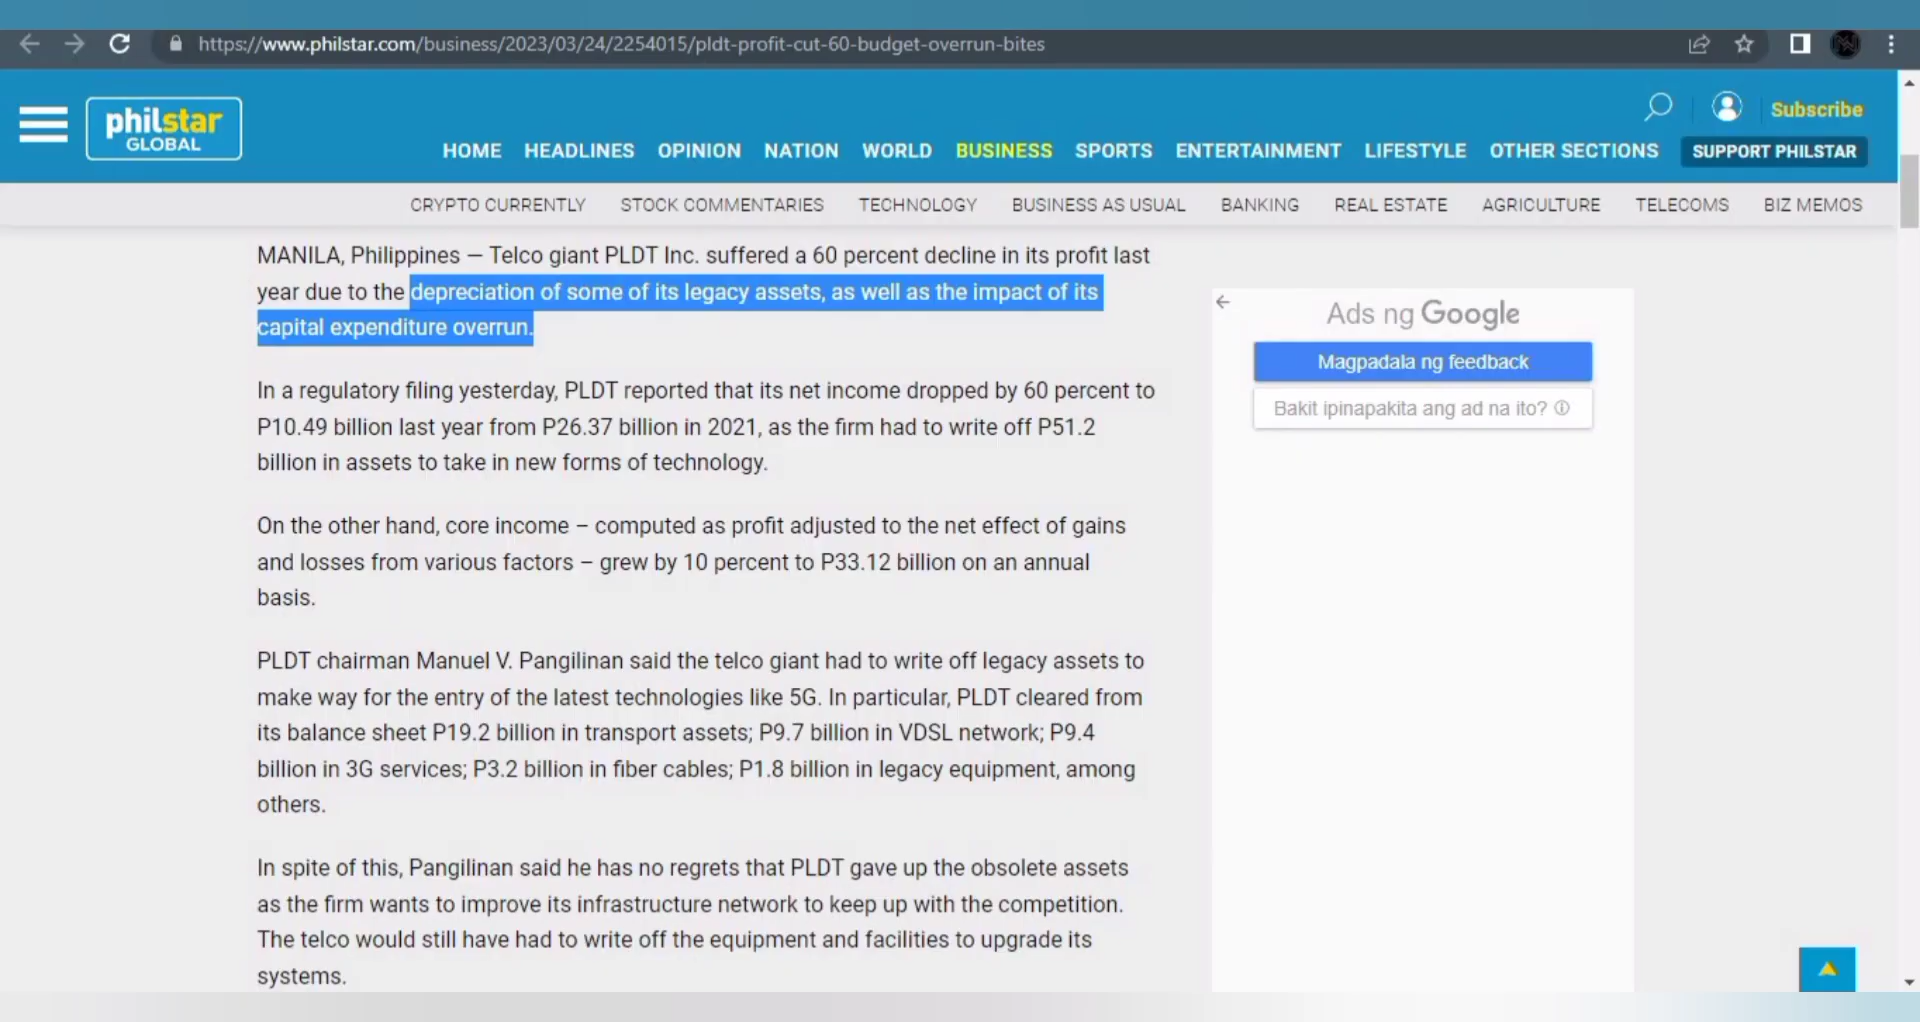 https://www.philstar.com/business/2023/03/24/2254015/pldt-profit-cut-60-budget-overrun-bites
philstar
GLOBAL
Subscribe
HOME HEADLINES OPINION NATION WORLD BUSINESS SPORTS ENTERTAINMENT LIFESTYLE OTHER SECTIONS SUPPORT PHILSTAR
CRYPTO CURRENTLY STOCK COMMENTARIES TECHNOLOGY BUSINESS AS USUAL BANKING REAL ESTATE AGRICULTURE TELECOMS BIZ MEMOS
MANILA, Philippines — Telco giant PLDT Inc. suffered a 60 percent decline in its profit last
year due to the depreciation of some of its legacy assets, as well as the impact of its
capital expenditure overrun.
In a regulatory filing yesterday, PLDT reported that its net income dropped by 60 percent to
P10.49 billion last year from P26.37 billion in 2021, as the firm had to write off P51.2
billion in assets to take in new forms of technology.
On the other hand, core income – computed as profit adjusted to the net effect of gains
and losses from various factors – grew by 10 percent to P33.12 billion on an annual
basis.
PLDT chairman Manuel V. Pangilinan said the telco giant had to write off legacy assets to
make way for the entry of the latest technologies like 5G. In particular, PLDT cleared from
its balance sheet P19.2 billion in transport assets; P9.7 billion in VDSL network; P9.4
billion in 3G services; P3.2 billion in fiber cables; P1.8 billion in legacy equipment, among
others.
In spite of this, Pangilinan said he has no regrets that PLDT gave up the obsolete assets
as the firm wants to improve its infrastructure network to keep up with the competition.
The telco would still have had to write off the equipment and facilities to upgrade its
systems.
Ads ng Google
Magpadala ng feedback
Bakit ipinapakita ang ad na ito?